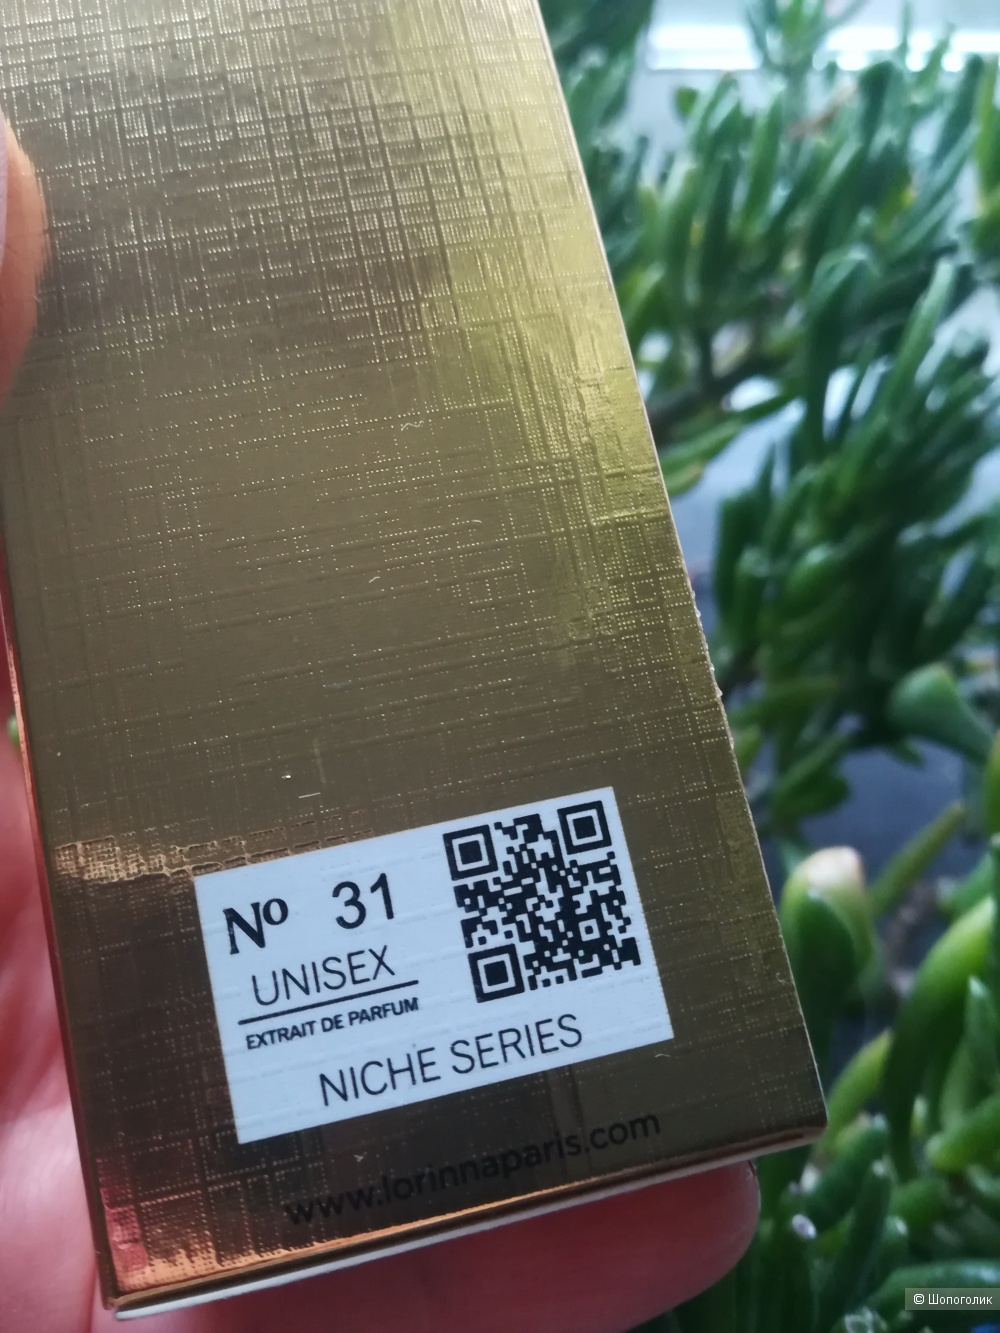 Nº 31
UNISEX
EXTRAIT DE PARFUM
NICHE SERIES
www.lorinnaparis.com
© Шопоголик